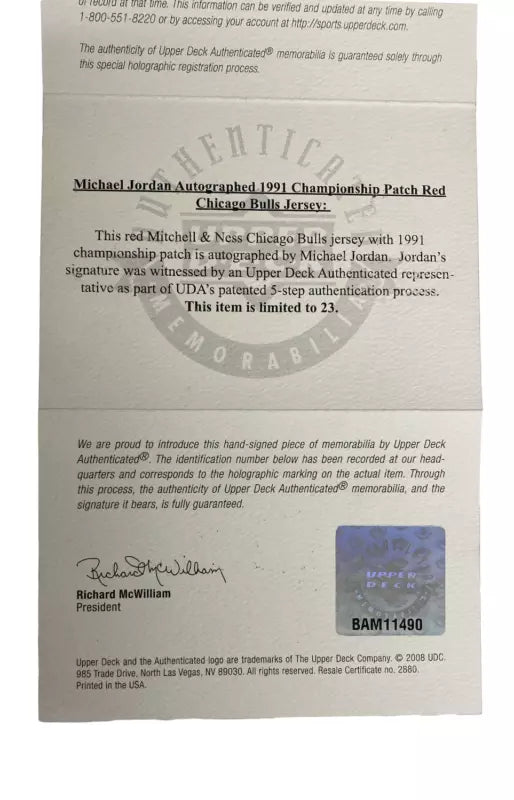 of record at that time. This information can be verified and updated at any time by calling
1-800-551-8220 or by accessing your account at http://sports.upperdeck.com.
The authenticity of Upper Deck Authenticated® memorabilia is guaranteed solely through
this special holographic registration process.
AUTHENTICATED
UPPER
DECK
MEMORABILIA
Michael Jordan Autographed 1991 Championship Patch Red
Chicago Bulls Jersey:
This red Mitchell & Ness Chicago Bulls jersey with 1991
championship patch is autographed by Michael Jordan. Jordan's
signature was witnessed by an Upper Deck Authenticated represen-
tative as part of UDA's patented 5-step authentication process.
This item is limited to 23.
We are proud to introduce this hand-signed piece of memorabilia by Upper Deck
Authenticated®. The identification number below has been recorded at our head-
quarters and corresponds to the holographic marking on the actual item. Through
this process, the authenticity of Upper Deck Authenticated® memorabilia, and the
signature it bears, is fully guaranteed.
Richard McWilliam
Richard McWilliam
President
UPPER
DECK
BAM11490
Upper Deck and the Authenticated logo are trademarks of The Upper Deck Company. © 2008 UDC.
985 Trade Drive, North Las Vegas, NV 89030. All rights reserved. Resale Certificate no. 2880.
Printed in the USA.